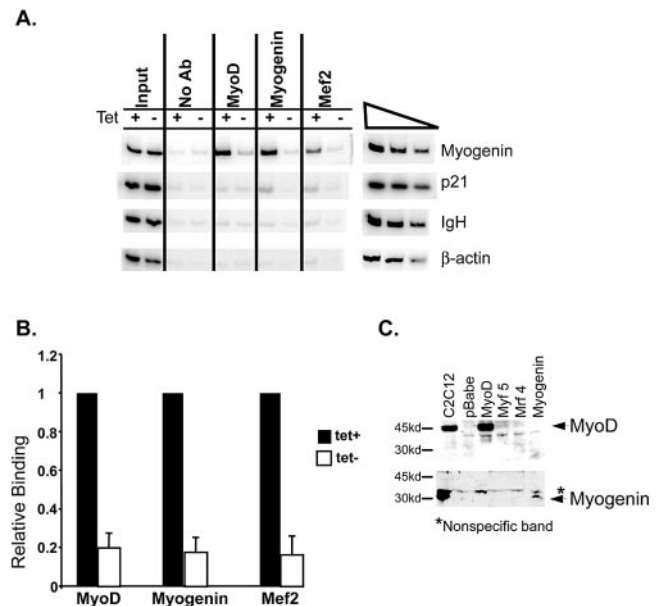 A.
Input
No Ab
MyoD
Myogenin
Mef2
Tet + - + - + - + - + -
Myogenin
p21
IgH
β-actin
B.
Relative Binding
1.2
1
0.8
0.6
0.4
0.2
0
MyoD Myogenin Mef2
tet+
tet-
C.
C2C12
pBabe
MyoD
Myf 5
Mrf 4
Myogenin
45kd
30kd
MyoD
45kd
30kd
*
Myogenin
*Nonspecific band